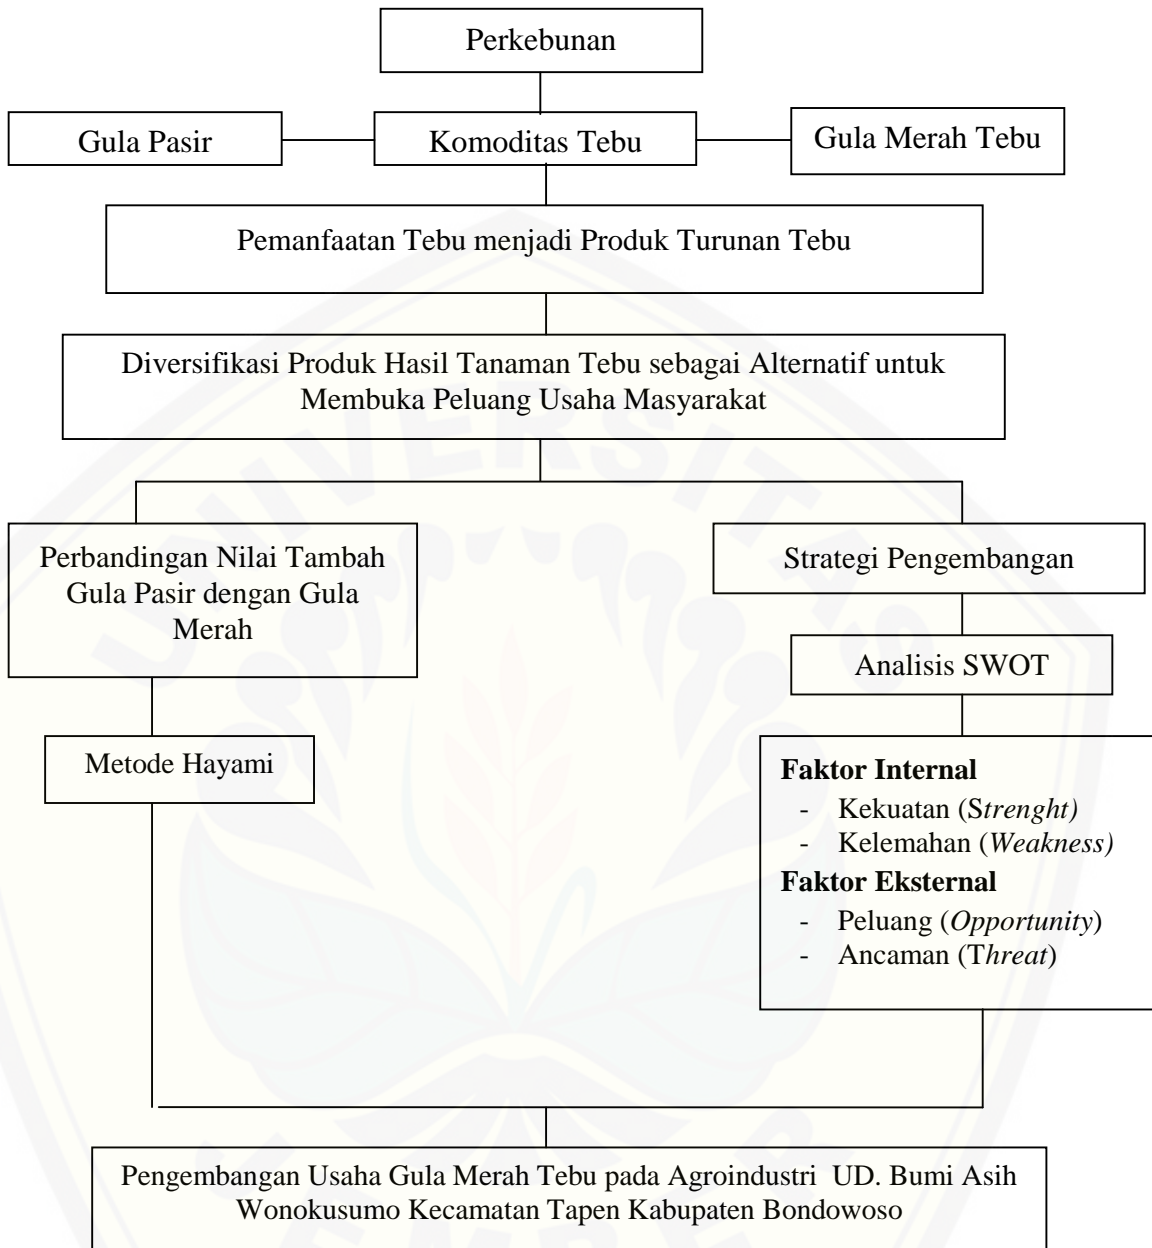 Perkebunan
Gula Pasir
Komoditas Tebu
Gula Merah Tebu
Pemanfaatan Tebu menjadi Produk Turunan Tebu
Diversifikasi Produk Hasil Tanaman Tebu sebagai Alternatif untuk
Membuka Peluang Usaha Masyarakat
Perbandingan Nilai Tambah
Gula Pasir dengan Gula
Merah
Metode Hayami
Strategi Pengembangan
Analisis SWOT
Faktor Internal
- Kekuatan (Strenght)
- Kelemahan (Weakness)
Faktor Eksternal
- Peluang (Opportunity)
- Ancaman (Threat)
Pengembangan Usaha Gula Merah Tebu pada Agroindustri UD. Bumi Asih
Wonokusumo Kecamatan Tapen Kabupaten Bondowoso
UNIVERSITAS
JEMBER